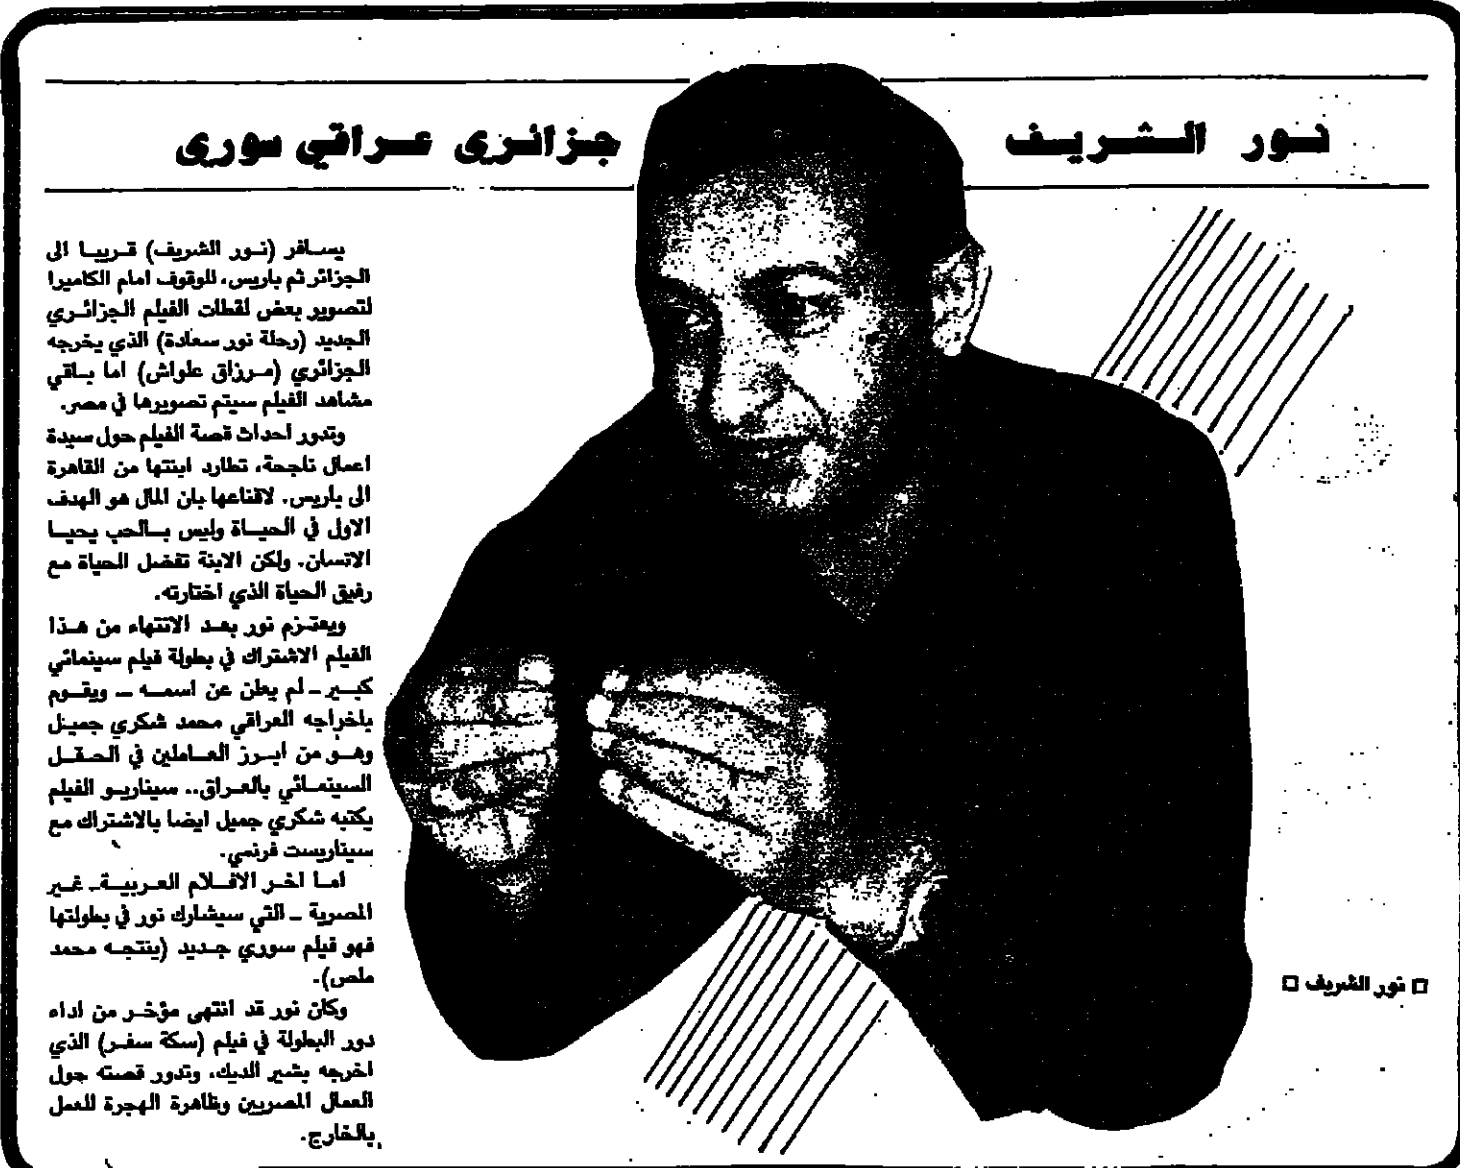 نور الشريف جزائرى عراقي سورى
يسافر (نور الشريف) قريبا الى
الجزائر ثم باريس، للوقوف امام الكاميرا
لتصوير بعض لقطات الفيلم الجزائري
الجديد (رحلة نور سعادة) الذي يخرجه
الجزائري (مرزاق علواش) اما باقي
مشاهد الفيلم سيتم تصويرها في مصر.
وتدور احداث قصة الفيلم حول سيدة
اعمال ناجحة، تطارد ابنتها من القاهرة
الى باريس. لاقناعها بان المال هو الهدف
الاول في الحياة وليس بالحب يحيا
الانسان. ولكن الابنة تفضل الحياة مع
رفيق الحياة الذي اختارته.
ويعتزم نور بعد الانتهاء من هذا
الفيلم الاشتراك في بطولة فيلم سينمائي
كبير ـ لم يعلن عن اسمه ـ ويقوم
باخراجه العراقي محمد شكري جميل
وهو من ابرز العاملين في الحقل
السينمائي بالعراق.. سيناريو الفيلم
يكتبه شكري جميل ايضا بالاشتراك مع
سيناريست فرنسي.
اما اخر الافلام العربية ـ غير
المصرية ـ التي سيشارك نور في بطولتها
فهو فيلم سوري جديد (ينتجه محمد
ملص).
وكان نور قد انتهى مؤخر من اداء
دور البطولة في فيلم (سكة سفر) الذي
اخرجه بشير الديك، وتدور قصته حول
العمال المصريين وظاهرة الهجرة للعمل
بالخارج.
□ نور الشريف □